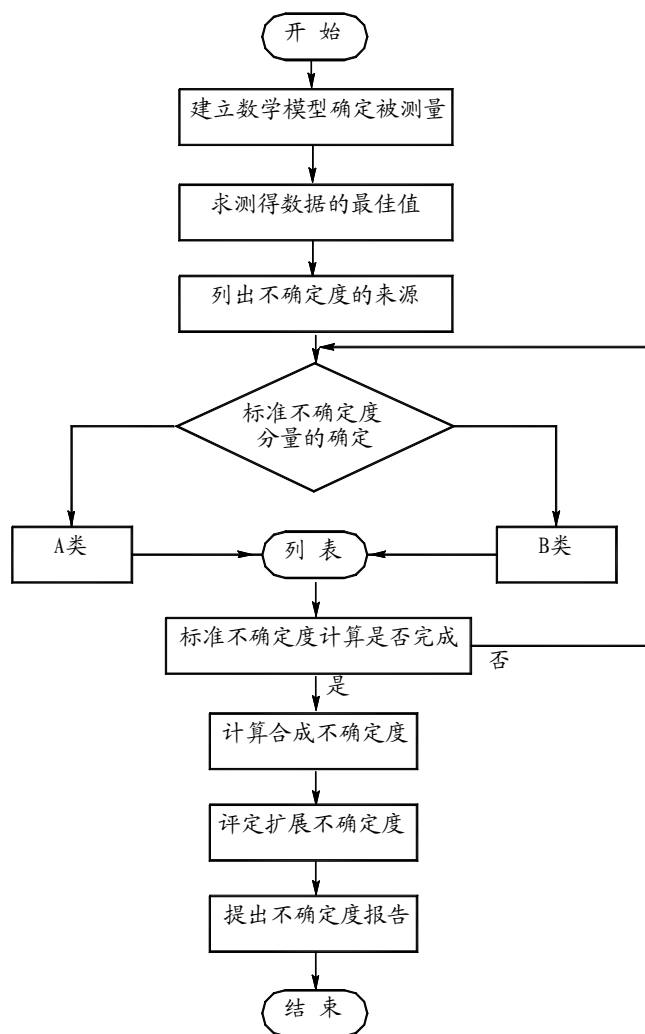 开 始
建立数学模型确定被测量
求测得数据的最佳值
列出不确定度的来源
标准不确定度
分量的确定
A类
列 表
B类
标准不确定度计算是否完成
否
是
计算合成不确定度
评定扩展不确定度
提出不确定度报告
结 束